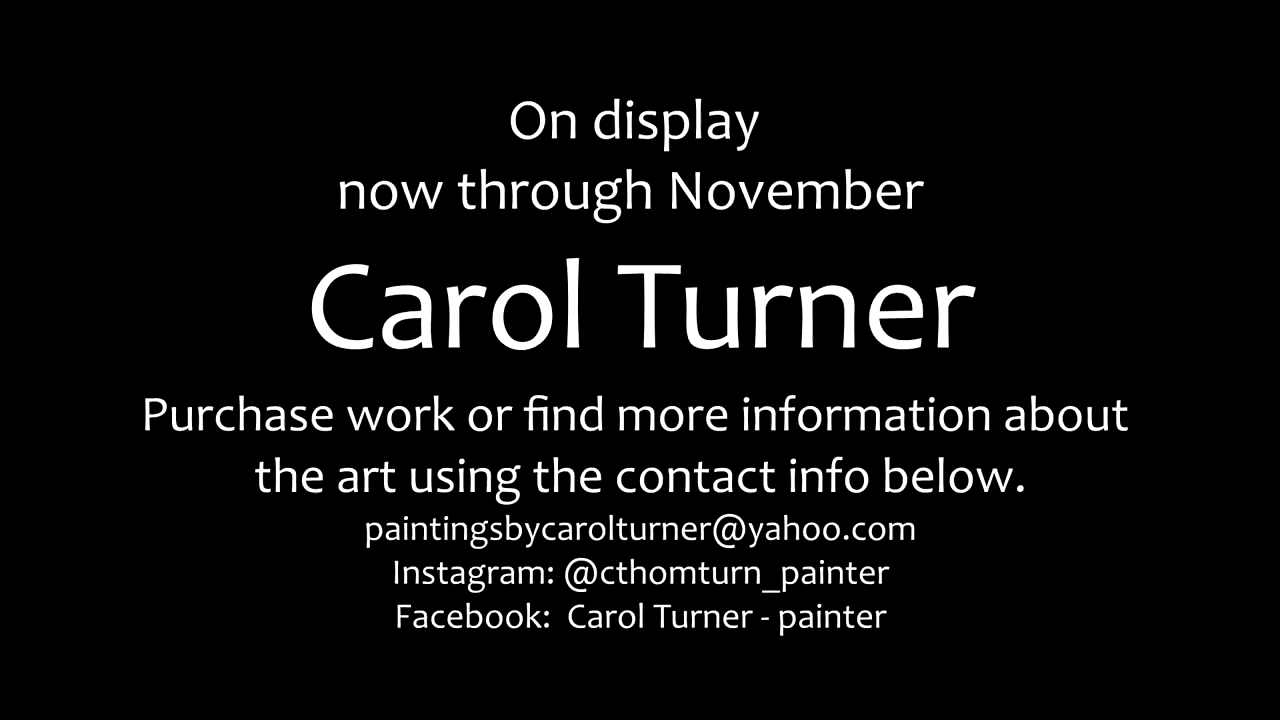 On display
now through November
Carol Turner
Purchase work or find more information about
the art using the contact info below.
paintingsbycarolturner@yahoo.com
Instagram: @cthomturn_painter
Facebook:  Carol Turner - painter